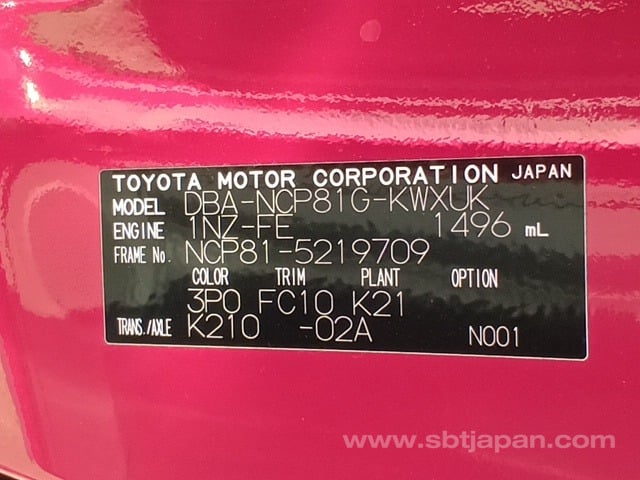 TOYOTA MOTOR CORPORATION JAPAN
MODEL DBA-NCP81G-KWXUK
ENGINE 1NZ-FE 1496 mL
FRAME No. NCP81-5219709
COLOR TRIM PLANT OPTION
3P0 FC10 K21
TRANS./AXLE K210 -02A N001
www.sbtjapan.com